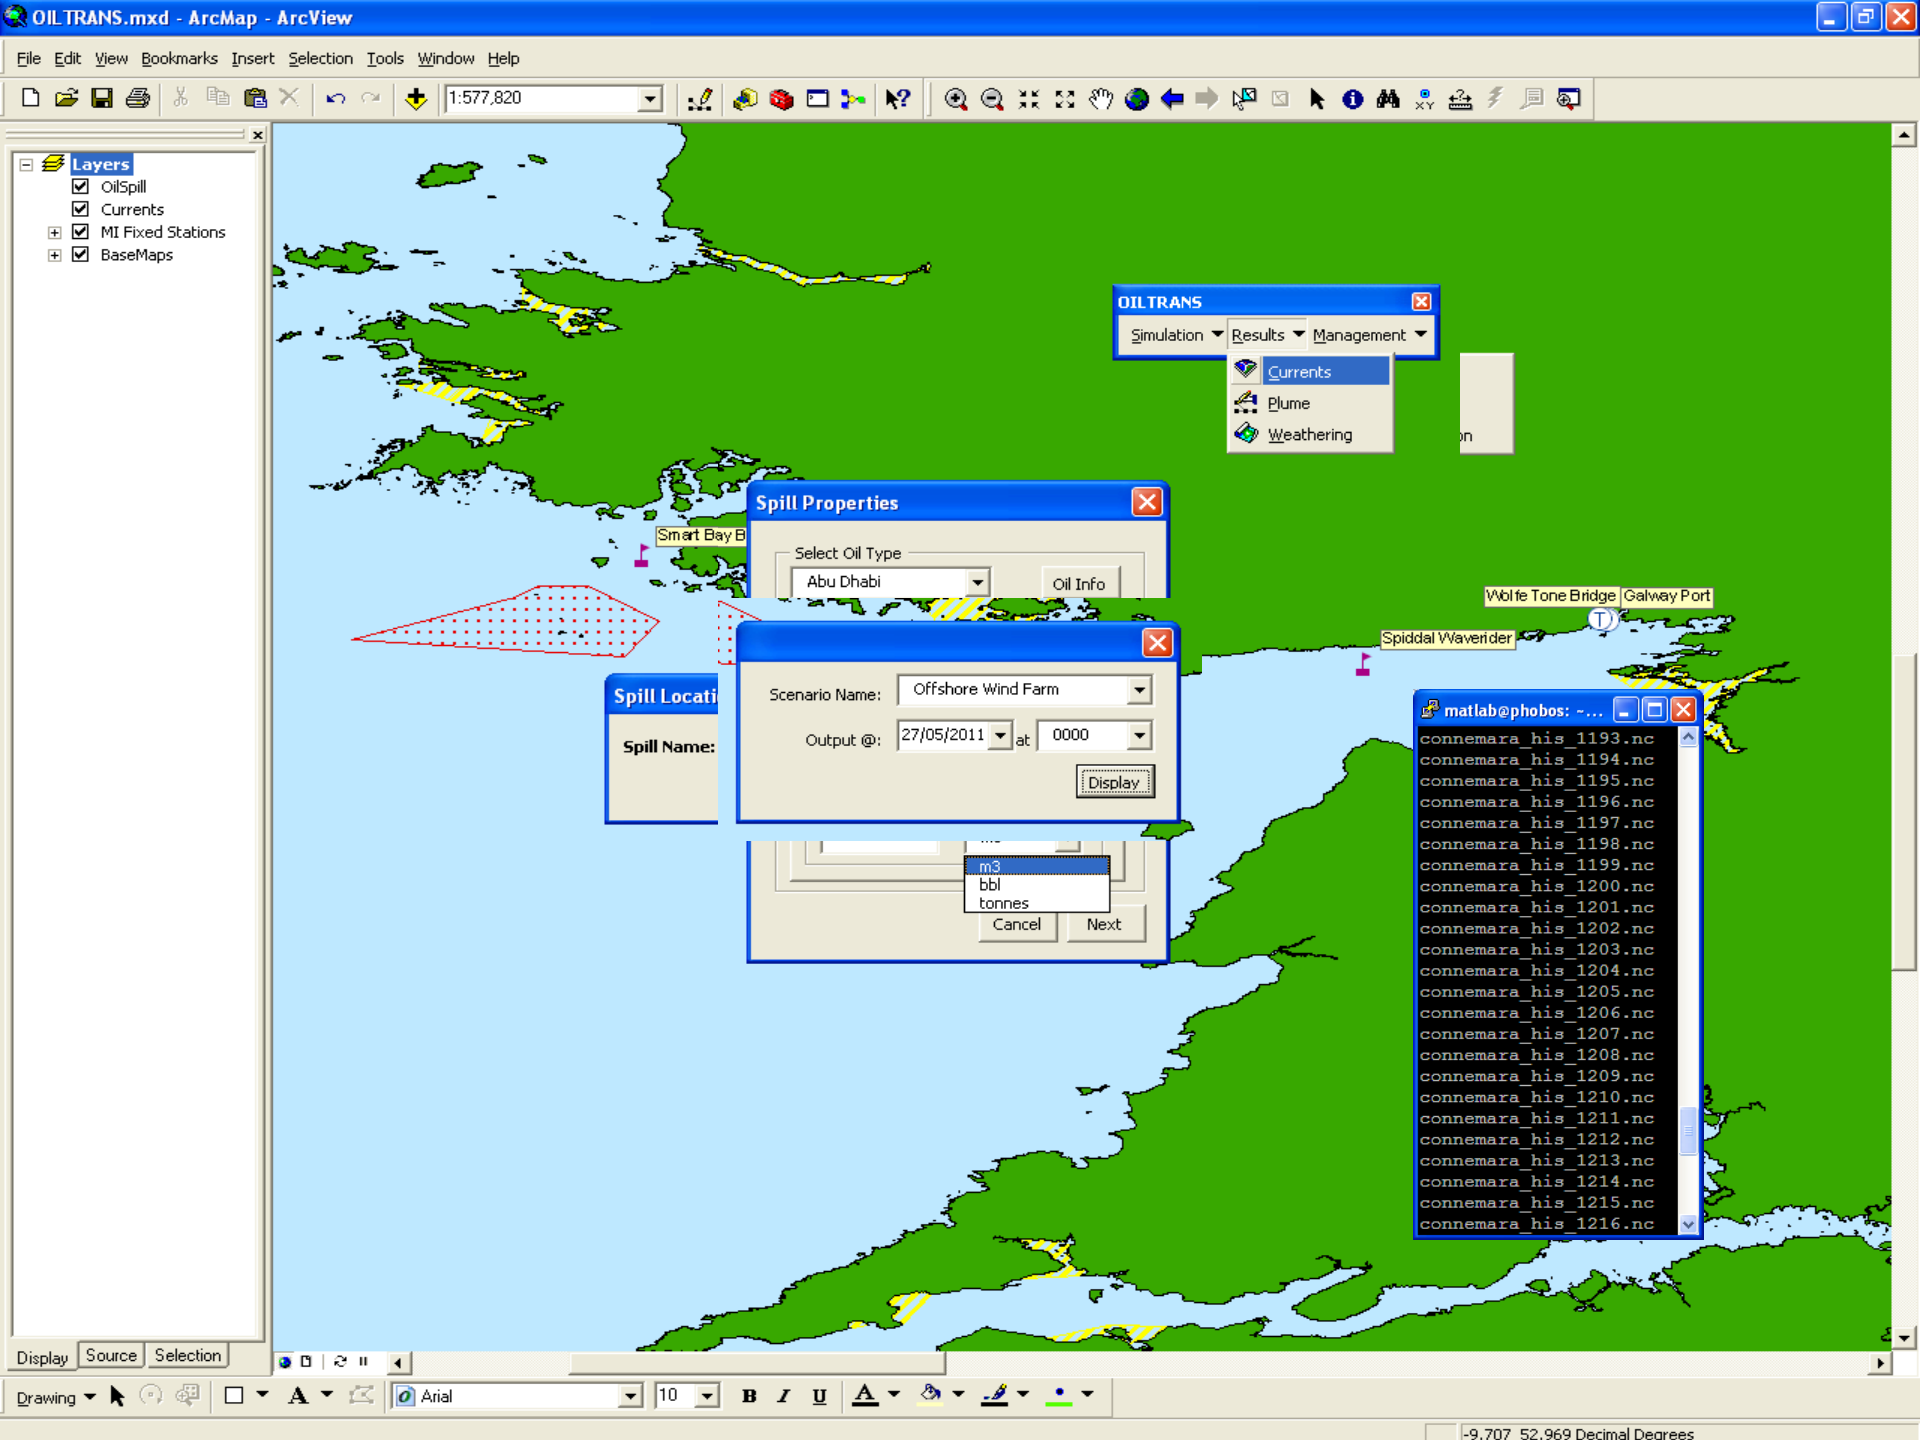 OILTRANS.mxd - ArcMap - ArcView
File Edit View Bookmarks Insert Selection Tools Window Help
1:577,820
Layers
OilSpill
Currents
MI Fixed Stations
BaseMaps
OILTRANS
Simulation Results Management
Currents
Plume
Weathering
on
Spill Properties
Select Oil Type
Abu Dhabi
Oil Info
Smart Bay B
Wolfe Tone Bridge
Galway Port
T
Spiddal Waverider
Spill Locati
Spill Name:
Scenario Name: Offshore Wind Farm
Output @: 27/05/2011 at 0000
Display
m3
bbl
tonnes
Cancel Next
matlab@phobos: ~...
connemara_his_1193.nc
connemara_his_1194.nc
connemara_his_1195.nc
connemara_his_1196.nc
connemara_his_1197.nc
connemara_his_1198.nc
connemara_his_1199.nc
connemara_his_1200.nc
connemara_his_1201.nc
connemara_his_1202.nc
connemara_his_1203.nc
connemara_his_1204.nc
connemara_his_1205.nc
connemara_his_1206.nc
connemara_his_1207.nc
connemara_his_1208.nc
connemara_his_1209.nc
connemara_his_1210.nc
connemara_his_1211.nc
connemara_his_1212.nc
connemara_his_1213.nc
connemara_his_1214.nc
connemara_his_1215.nc
connemara_his_1216.nc
Display Source Selection
Drawing A Arial 10 B I U A
-9.707 52.969 Decimal Degrees